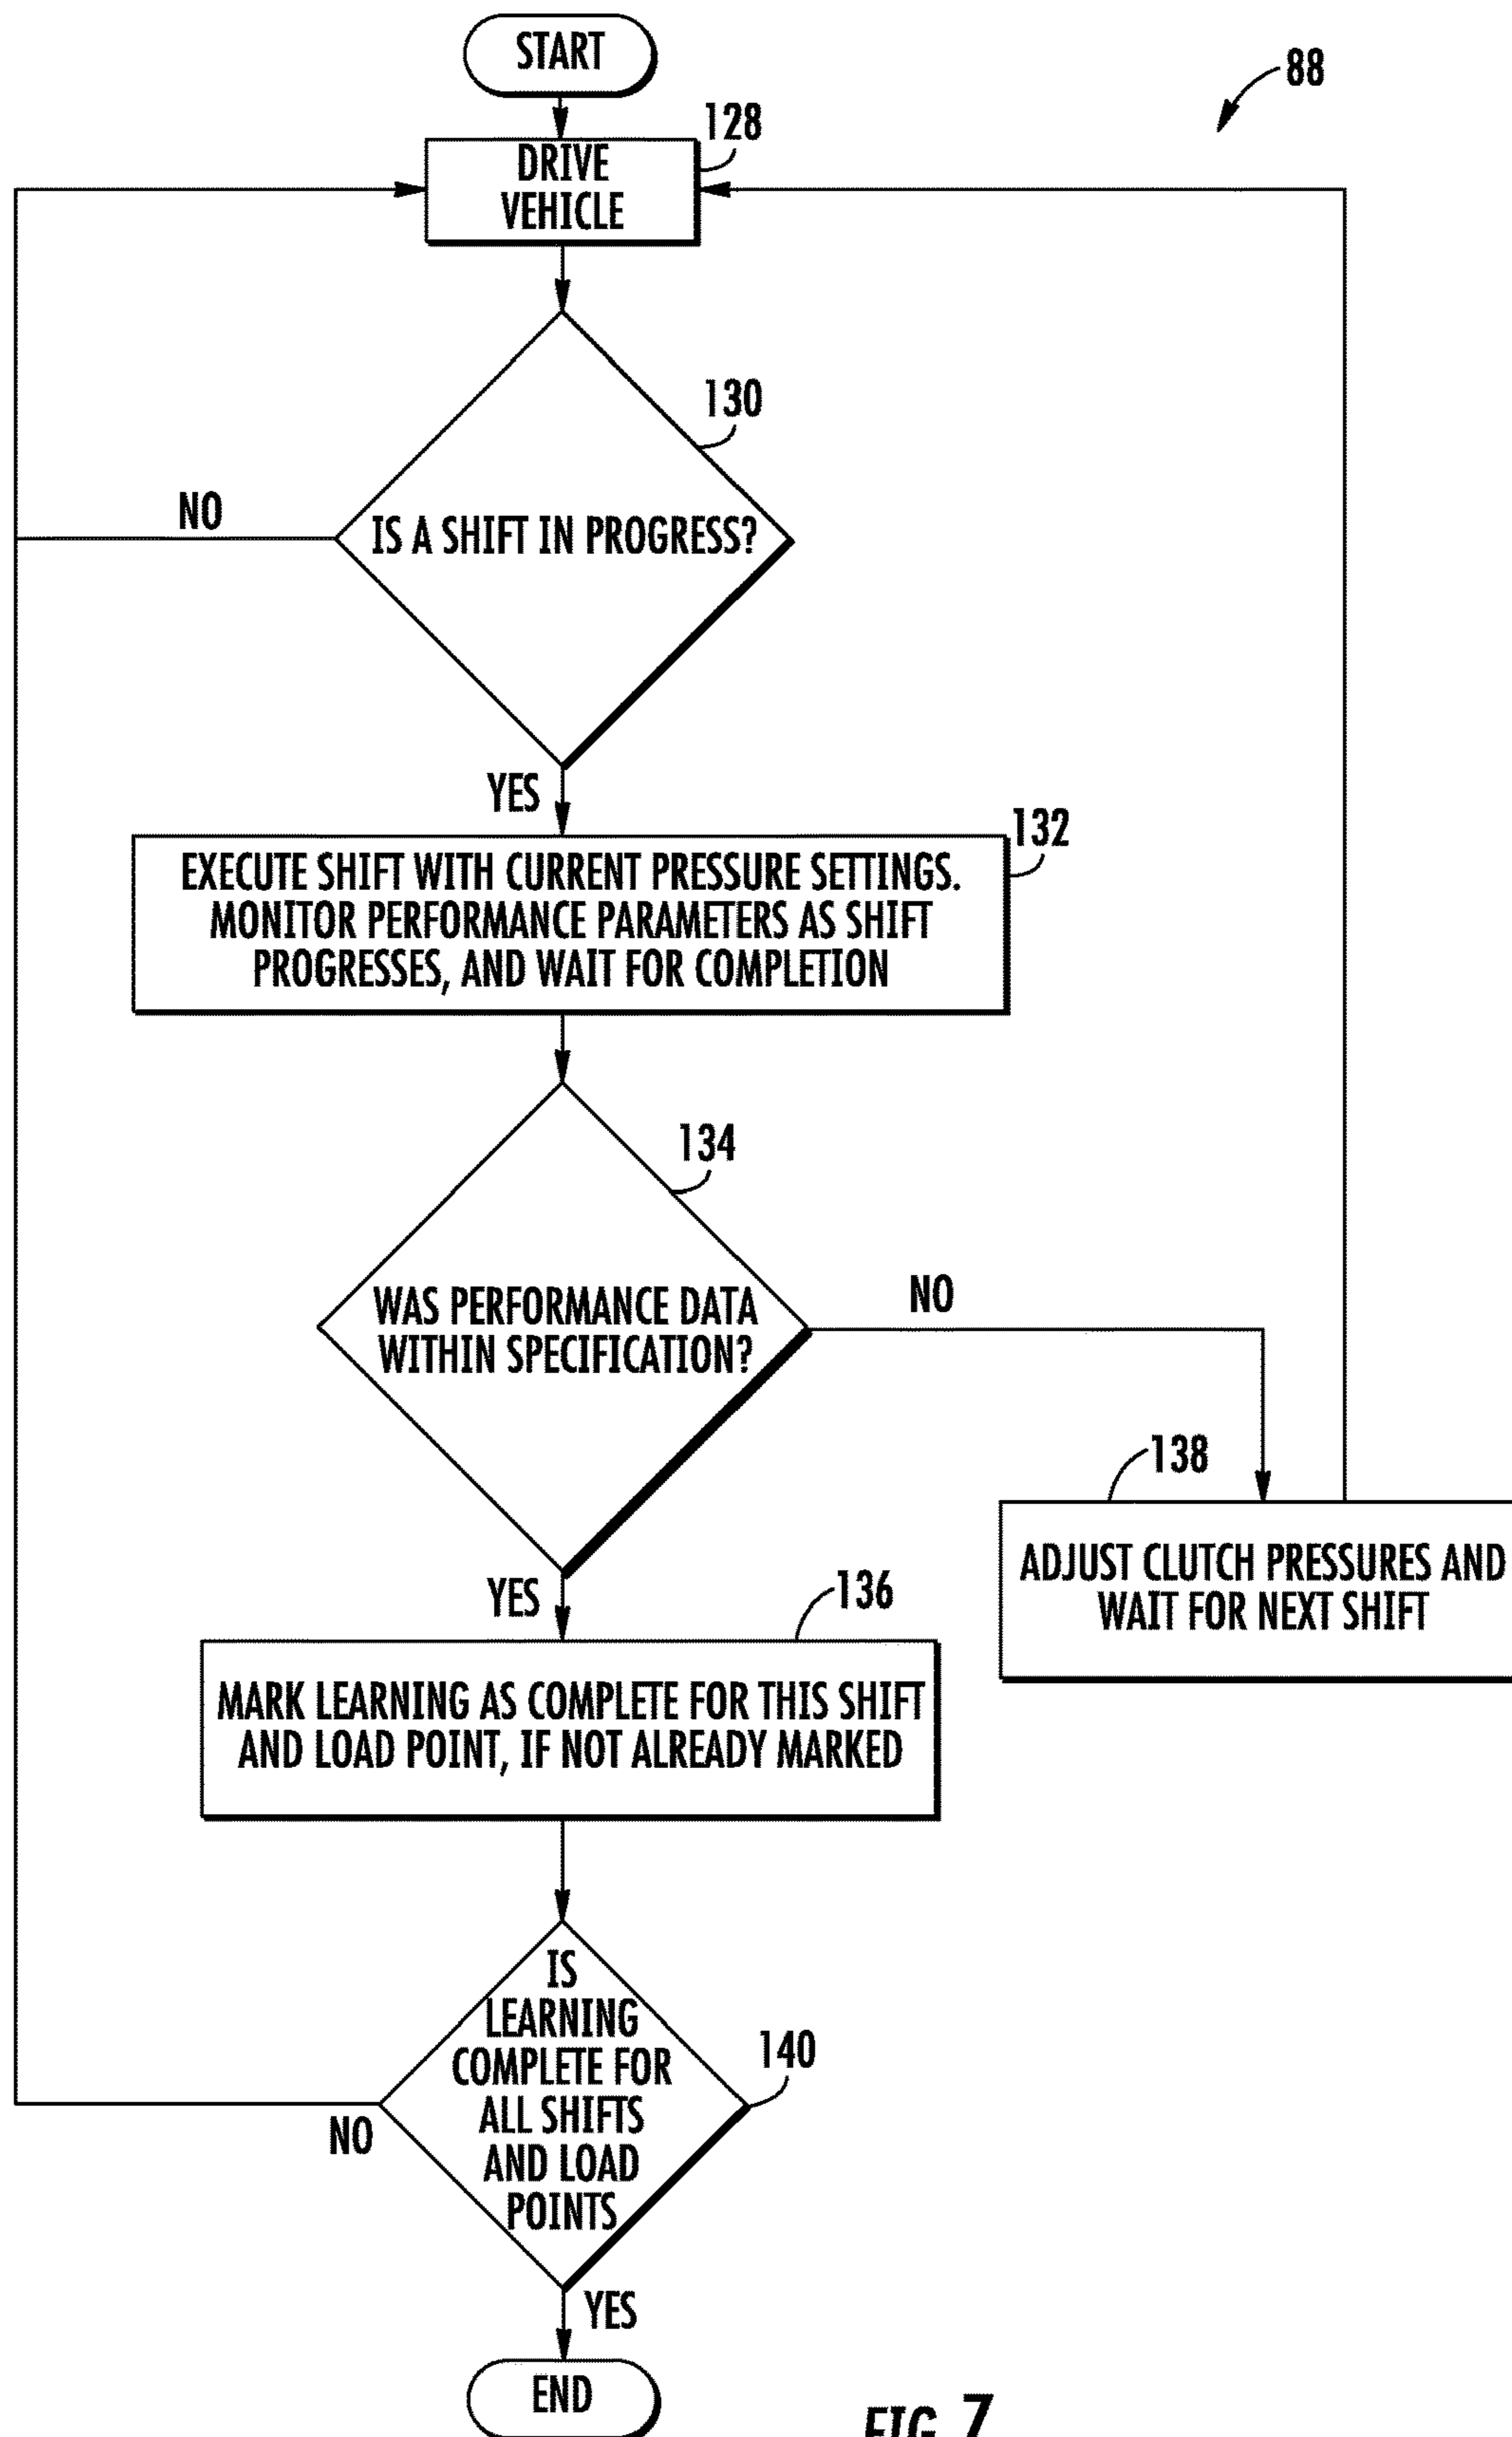 START
88
128
DRIVE
VEHICLE
130
NO
IS A SHIFT IN PROGRESS?
YES
132
EXECUTE SHIFT WITH CURRENT PRESSURE SETTINGS.
MONITOR PERFORMANCE PARAMETERS AS SHIFT
PROGRESSES, AND WAIT FOR COMPLETION
134
WAS PERFORMANCE DATA
WITHIN SPECIFICATION?
NO
138
ADJUST CLUTCH PRESSURES AND
WAIT FOR NEXT SHIFT
YES
136
MARK LEARNING AS COMPLETE FOR THIS SHIFT
AND LOAD POINT, IF NOT ALREADY MARKED
IS
LEARNING
COMPLETE FOR
ALL SHIFTS
AND LOAD
POINTS
140
NO
YES
END
FIG. 7